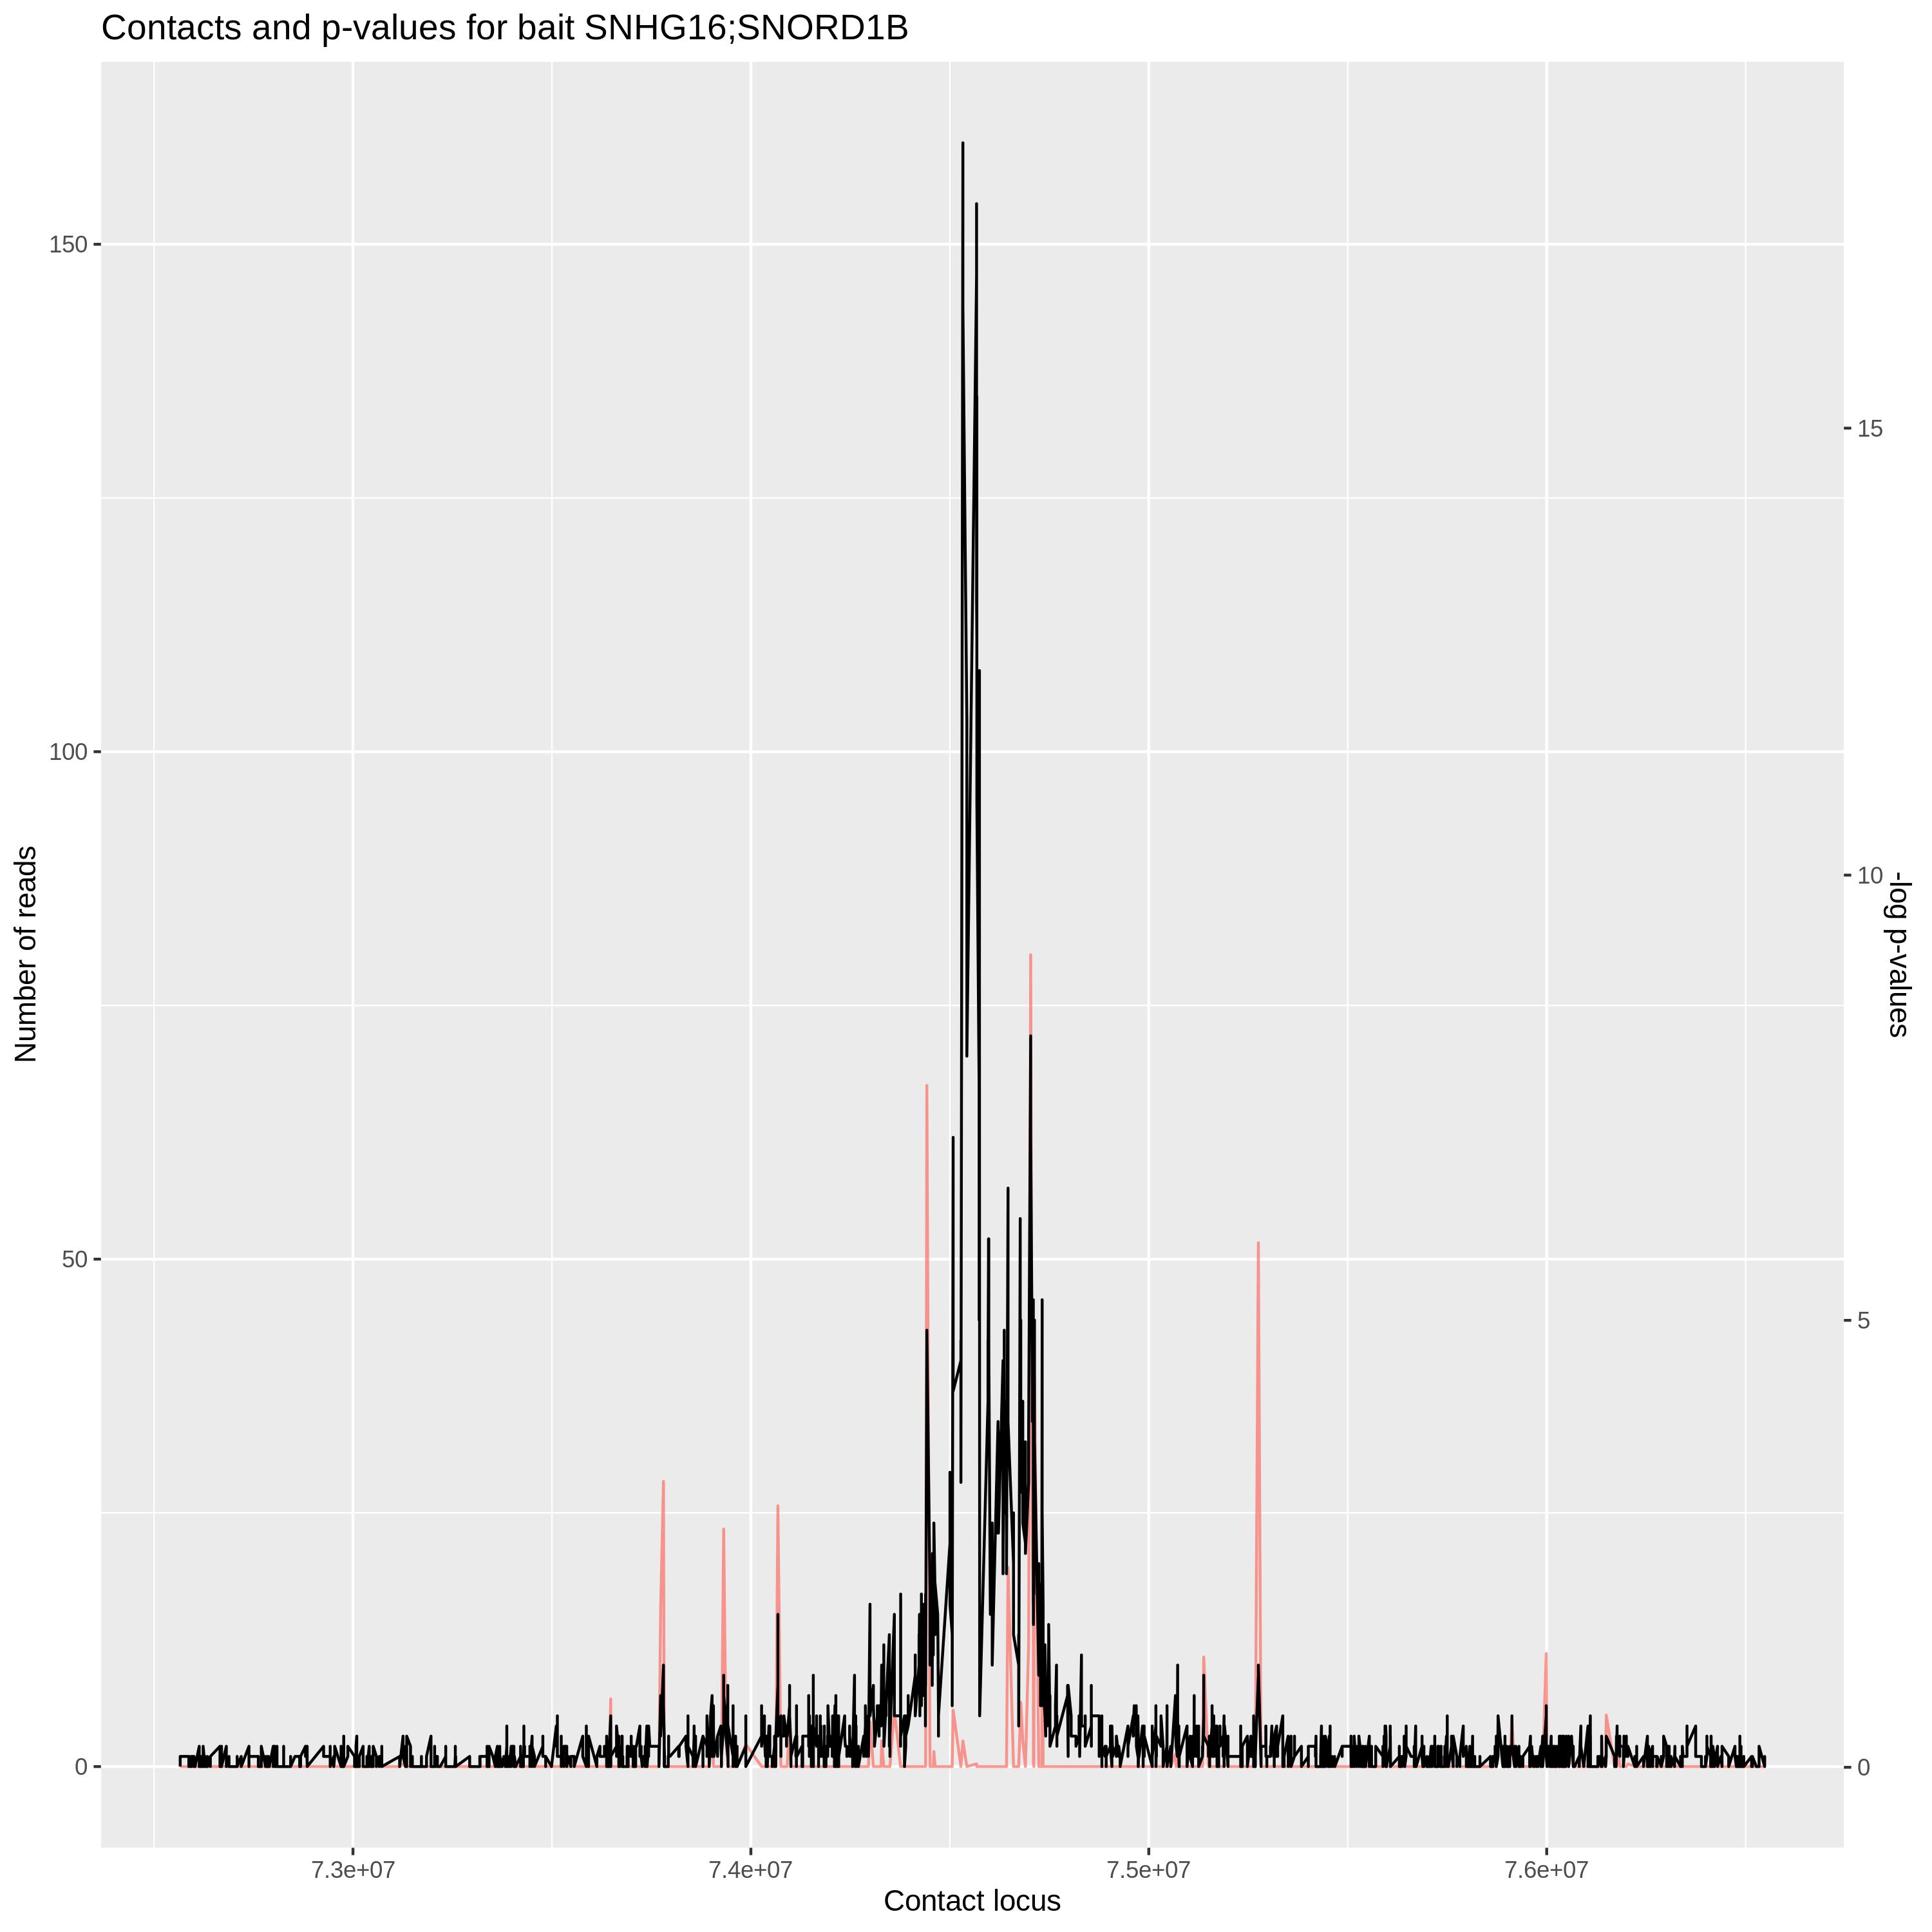 Contacts and p-values for bait SNHG16;SNORD1B
150
100
50
0
Number of reads
15
10
5
0
-log p-values
7.3e+07
7.4e+07
7.5e+07
7.6e+07
Contact locus